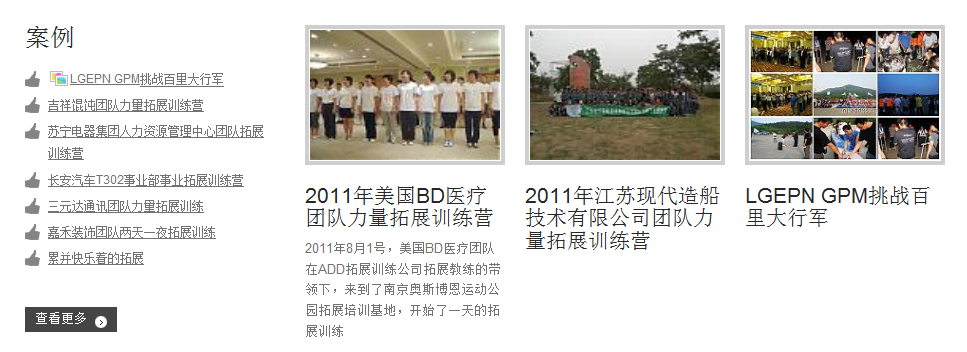 案例
LGEPN GPM挑战百里大行军
吉祥馄饨团队力量拓展训练营
苏宁电器集团人力资源管理中心团队拓展
训练营
长安汽车T302事业部事业拓展训练营
三元达通讯团队力量拓展训练
嘉禾装饰团队两天一夜拓展训练
累并快乐着的拓展
查看更多
2011年美国BD医疗
团队力量拓展训练营
2011年8月1号，美国BD医疗团队
在ADD拓展训练公司拓展教练的带
领下，来到了南京奥斯博恩运动公
园拓展培训基地，开始了一天的拓
展训练
2011年江苏现代造船
技术有限公司团队力
量拓展训练营
LGEPN GPM挑战百
里大行军